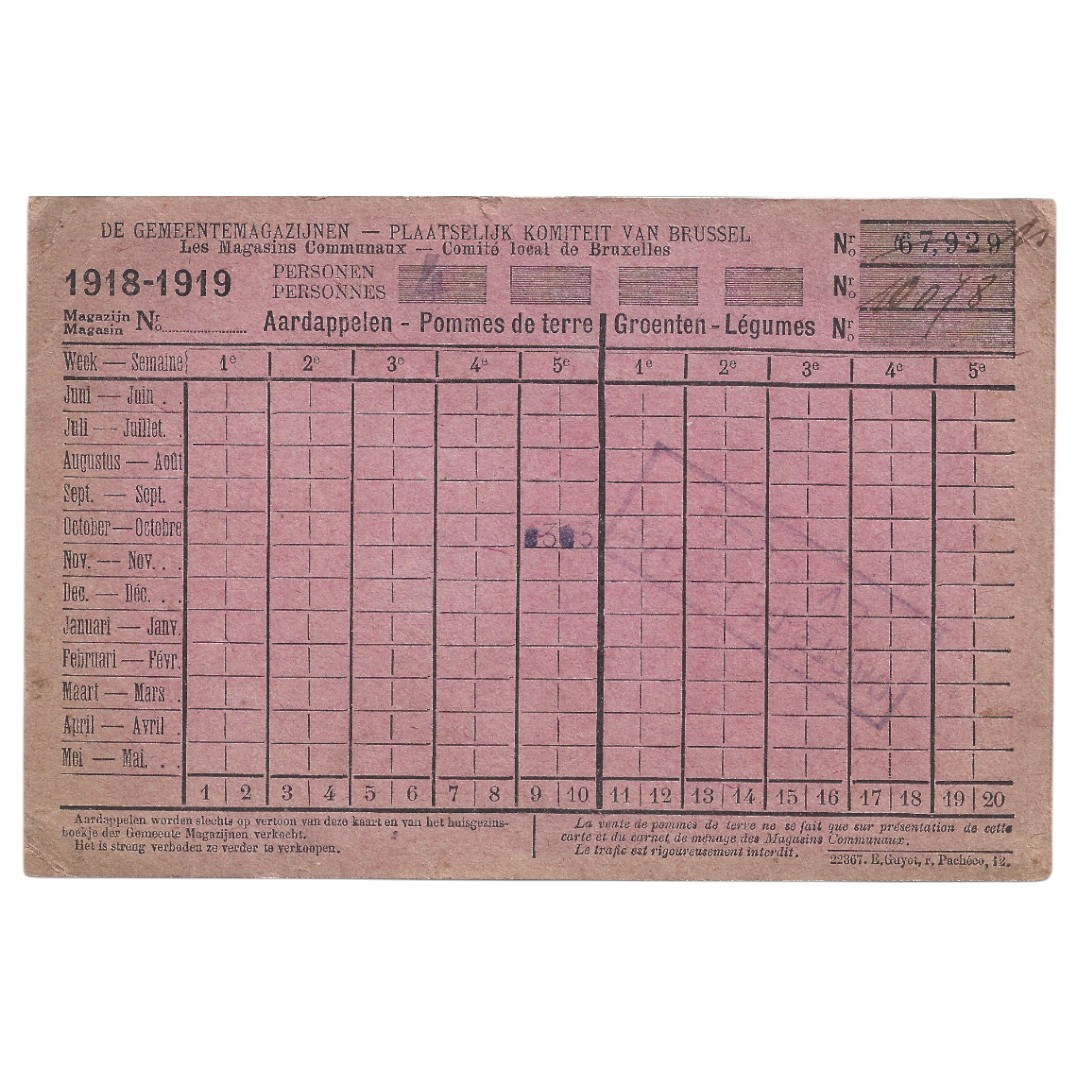 DE GEMEENTEMAGAZIJNEN — PLAATSELIJK KOMITEIT VAN BRUSSEL
Les Magasins Communaux — Comité local de Bruxelles
Nr/o 67,929
1918-1919
PERSONEN
PERSONNES
4
Nr/o 10078
Magazijn
Magasin
Nr/o
Aardappelen - Pommes de terre
Groenten - Légumes
Nr/o
Week — Semaine 1e 2e 3e 4e 5e 1e 2e 3e 4e 5e
Juni — Juin . .
Juli — Juillet. .
Augustus — Août
Sept. — Sept. .
October — Octobre 3 3
Nov. — Nov. . .
Dec. — Déc. . .
Januari — Janv.
Februari — Févr.
Maart — Mars .
April — Avril .
Mei — Mai. . .
1 2 3 4 5 6 7 8 9 10 11 12 13 14 15 16 17 18 19 20
Aardappelen worden slechts op vertoon van deze kaart en van het huisgezins-
boekje der Gemeente Magazijnen verkocht.
Het is streng verboden ze verder te verkoopen.
La vente de pommes de terre ne se fait que sur présentation de cette
carte et du carnet de ménage des Magasins Communaux.
Le trafic est rigoureusement interdit.
22367. E. Guyot, r. Pachéco, 12.